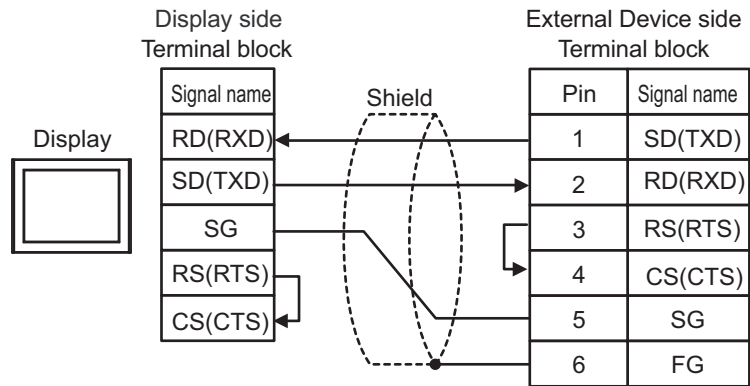 Display side
Terminal block
External Device side
Terminal block
Display
Shield
Signal name
RD(RXD)
SD(TXD)
SG
RS(RTS)
CS(CTS)
Pin Signal name
1 SD(TXD)
2 RD(RXD)
3 RS(RTS)
4 CS(CTS)
5 SG
6 FG